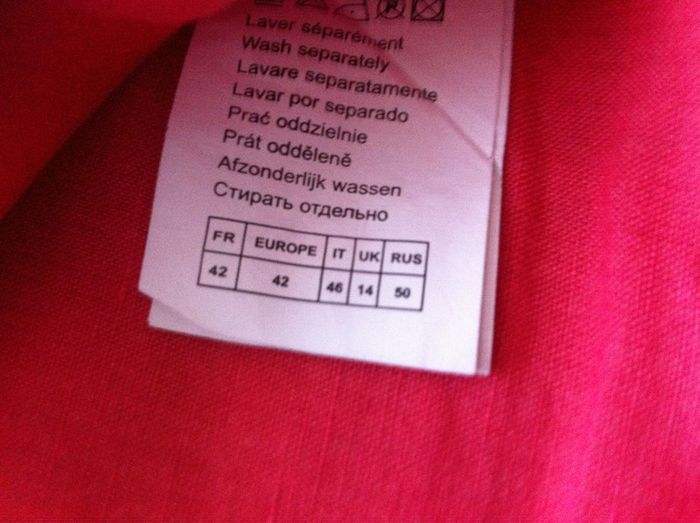 Laver séparément
Wash separately
Lavare separatamente
Lavar por separado
Prać oddzielnie
Prát odděleně
Afzonderlijk wassen
Стирать отдельно
FR EUROPE IT UK RUS
42 42 46 14 50